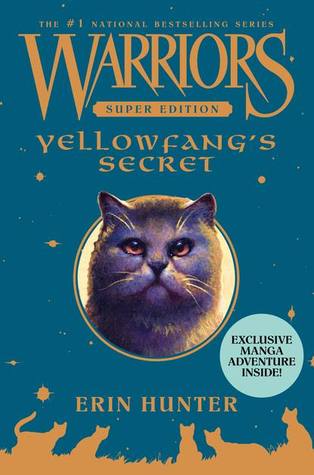 THE #1 NATIONAL BESTSELLING SERIES
WARRIORS
SUPER EDITION
YELLOWFANG'S
SECRET
EXCLUSIVE
MANGA
ADVENTURE
INSIDE!
ERIN HUNTER